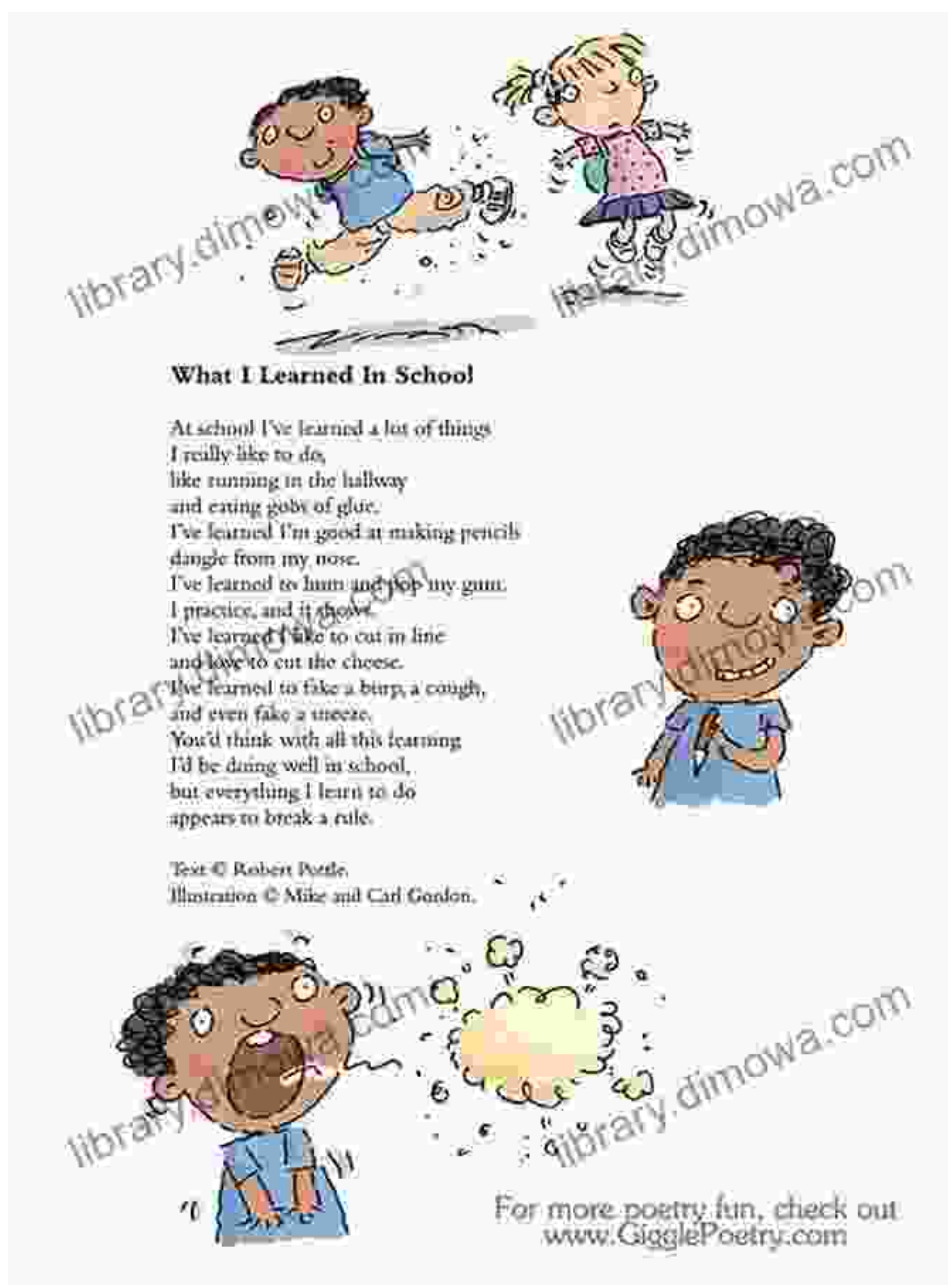 library.dimowa.com
library.dimowa.com
What I Learned In School
At school I've learned a lot of things
I really like to do,
like running in the hallway
and eating gobs of glue.
I've learned I'm good at making pencils
dangle from my nose.
I've learned to hum and pop my gum.
I practice, and it shows.
I've learned I like to cut in line
and love to cut the cheese.
I've learned to fake a burp, a cough,
and even fake a sneeze.
You'd think with all this learning
I'd be doing well in school,
but everything I learn to do
appears to break a rule.
library.dimowa.com
library.dimowa.com
Text © Robert Pottle.
Illustration © Mike and Carl Gordon.
library.dimowa.com
library.dimowa.com
For more poetry fun, check out
www.GigglePoetry.com